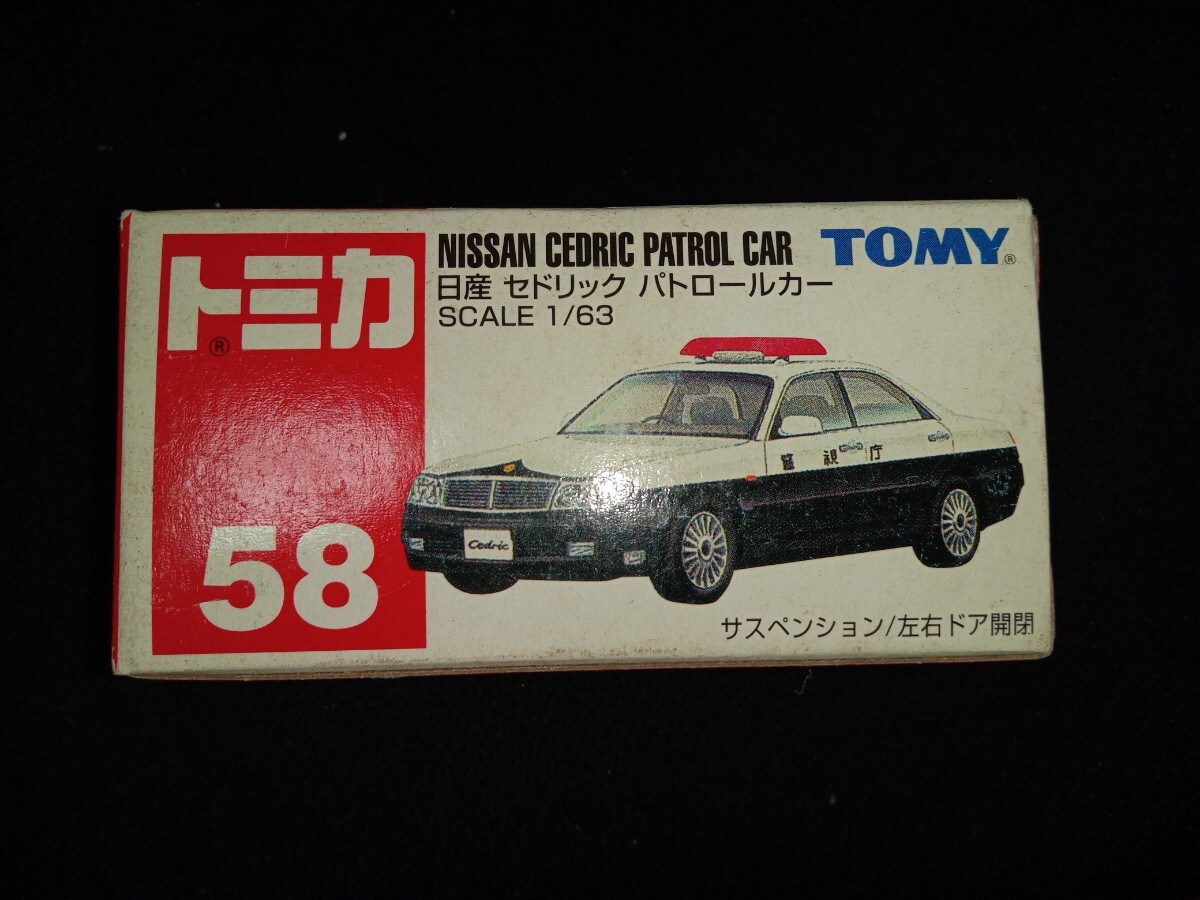 トミカ®
58
NISSAN CEDRIC PATROL CAR
TOMY®
日産 セドリック パトロールカー
SCALE 1/63
警視庁
Cedric
サスペンション/左右ドア開閉